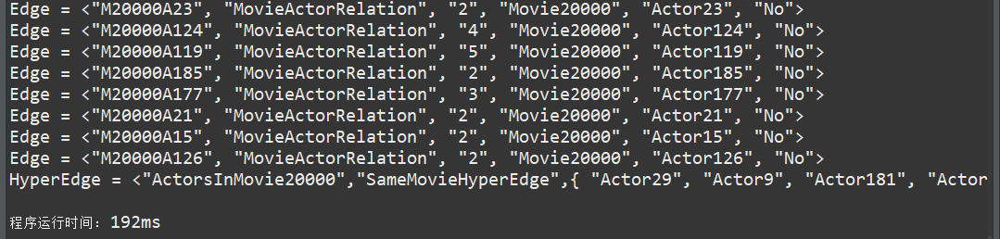 Edge = <"M20000A23", "MovieActorRelation", "2", "Movie20000", "Actor23", "No">
Edge = <"M20000A124", "MovieActorRelation", "4", "Movie20000", "Actor124", "No">
Edge = <"M20000A119", "MovieActorRelation", "5", "Movie20000", "Actor119", "No">
Edge = <"M20000A185", "MovieActorRelation", "2", "Movie20000", "Actor185", "No">
Edge = <"M20000A177", "MovieActorRelation", "3", "Movie20000", "Actor177", "No">
Edge = <"M20000A21", "MovieActorRelation", "2", "Movie20000", "Actor21", "No">
Edge = <"M20000A15", "MovieActorRelation", "2", "Movie20000", "Actor15", "No">
Edge = <"M20000A126", "MovieActorRelation", "2", "Movie20000", "Actor126", "No">
HyperEdge = <"ActorsInMovie20000","SameMovieHyperEdge",{ "Actor29", "Actor9", "Actor181", "Actor
程序运行时间：192ms